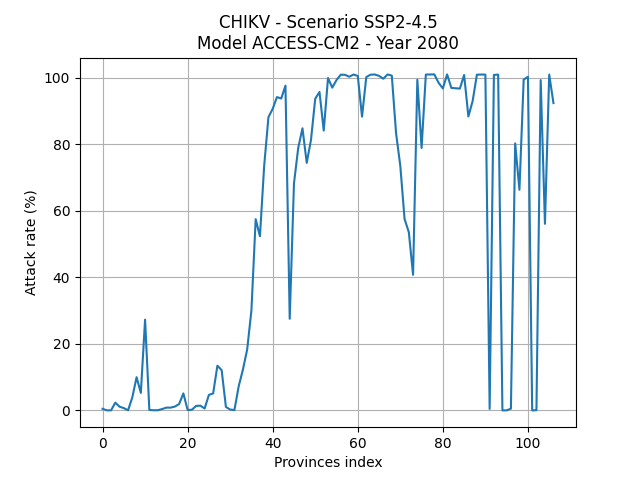 CHIKV - Scenario SSP2-4.5
Model ACCESS-CM2 - Year 2080
Attack rate (%)
100
80
60
40
20
0
0 20 40 60 80 100
Provinces index